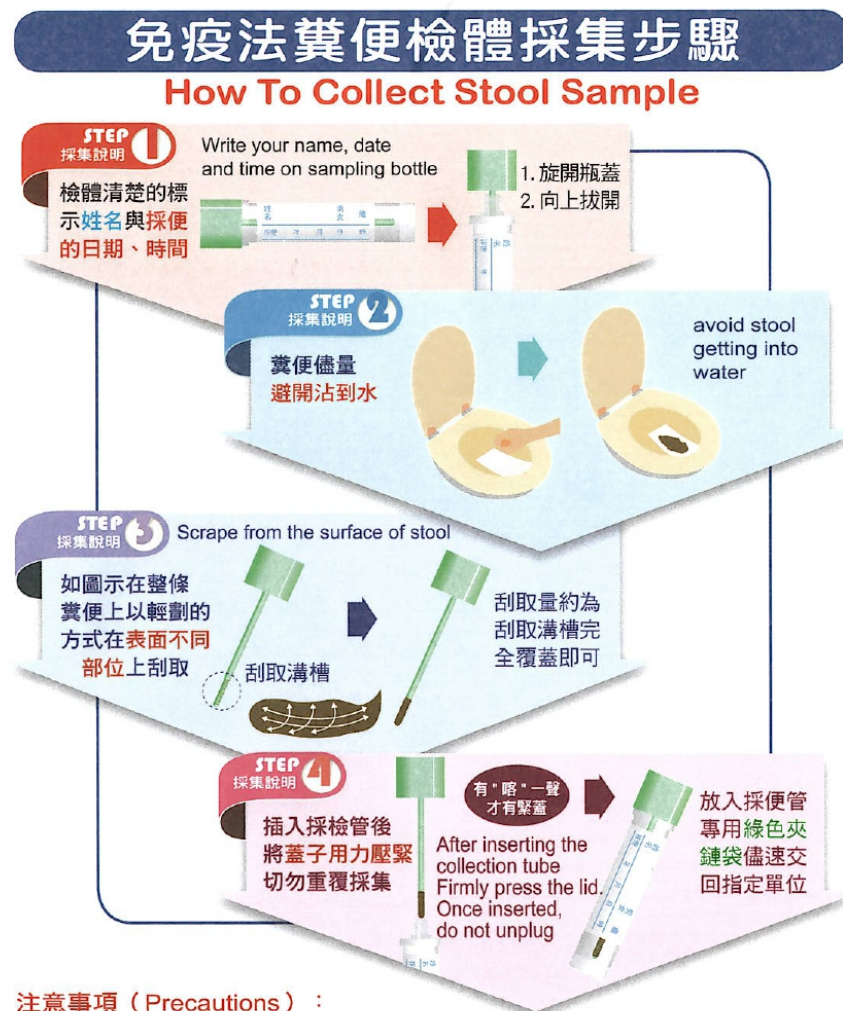 免疫法糞便檢體採集步驟
How To Collect Stool Sample
STEP 1
採集說明
檢體清楚的標
示姓名與採便
的日期、時間
Write your name, date
and time on sampling bottle
姓名
1. 旋開瓶蓋
2. 向上拔開
STEP 2
採集說明
糞便儘量
避開沾到水
avoid stool
getting into
water
STEP 3
採集說明
Scrape from the surface of stool
如圖示在整條
糞便上以輕劃的
方式在表面不同
部位上刮取
刮取溝槽
刮取量約為
刮取溝槽完
全覆蓋即可
STEP 4
採集說明
插入採檢管後
將蓋子用力壓緊
切勿重覆採集
有"喀"一聲
才有緊蓋
After inserting the
collection tube
Firmly press the lid.
Once inserted,
do not unplug
放入採便管
專用綠色夾
鏈袋儘速交
回指定單位
注意事項（Precautions）：